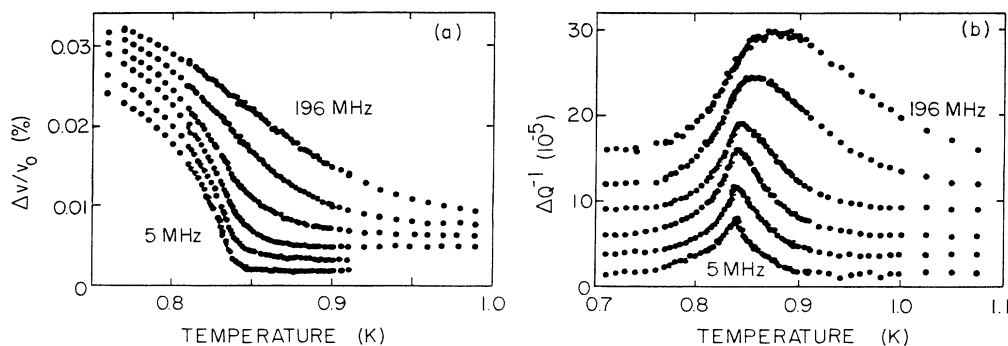 (a)
0.03
0.02
0.01
0
Δv/v₀ (%)
196 MHz
5 MHz
0.8
0.9
1.0
TEMPERATURE (K)
(b)
30
20
10
0
ΔQ⁻¹ (10⁻⁵)
196 MHz
5 MHz
0.7
0.8
0.9
1.0
1.1
TEMPERATURE (K)